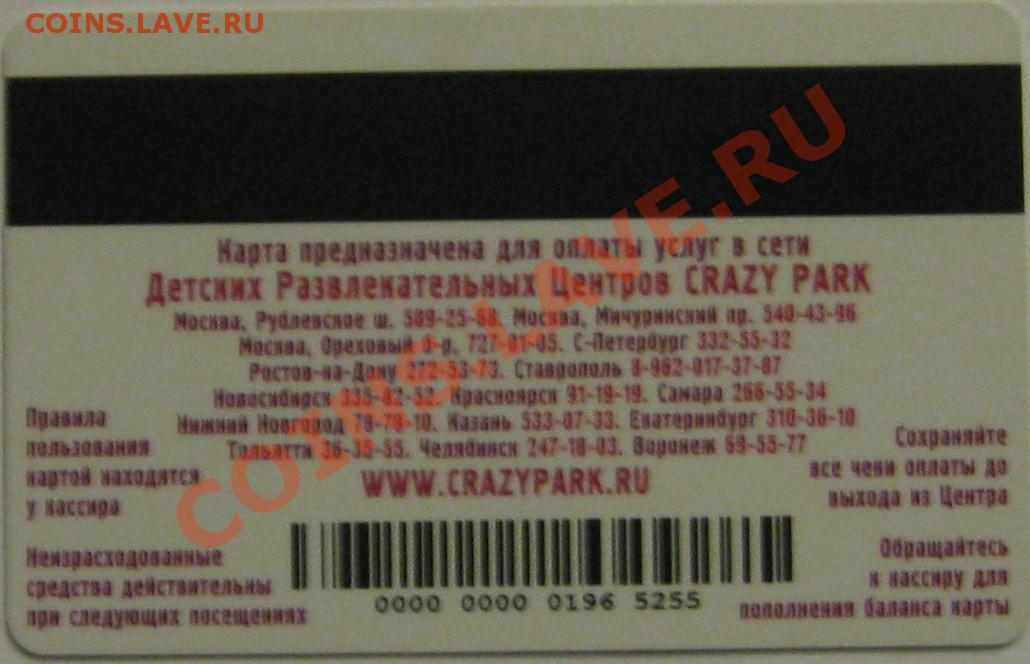 COINS.LAVE.RU
Карта предназначена для оплаты услуг в сети
Детских Развлекательных Центров CRAZY PARK
Москва, Рублевское ш. 589-25-68. Москва, Мичуринский пр. 540-43-96
Москва, Ореховый б-р, 727-01-05. С-Петербург 332-55-32
Ростов-на-Дону 272-53-73. Ставрополь 8-962-017-37-87
Новосибирск 335-82-52. Красноярск 91-19-19. Самара 266-55-34
Нижний Новгород 78-78-10. Казань 533-07-33. Екатеринбург 310-36-10
Тольятти 36-35-55. Челябинск 247-18-83. Воронеж 69-55-77
WWW.CRAZYPARK.RU
Правила
пользования
картой находятся
у кассира
Сохраняйте
все чеки оплаты до
выхода из Центра
Неизрасходованные
средства действительны
при следующих посещениях
0000 0000 0196 5255
Обращайтесь
к кассиру для
пополнения баланса карты
COINS.LAVE.RU